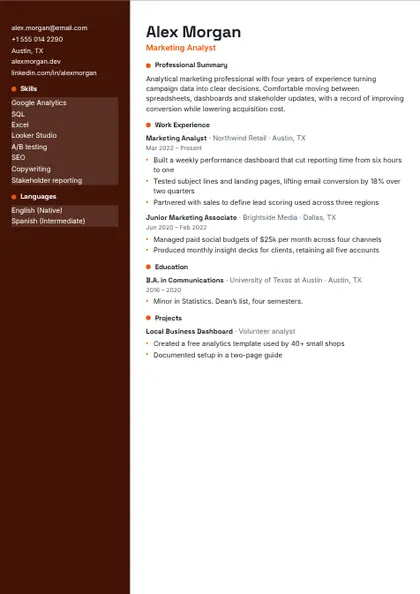 alex.morgan@email.com
+1 555 014 2290
Austin, TX
alexmorgan.dev
linkedin.com/in/alexmorgan
Skills
Google Analytics
SQL
Excel
Looker Studio
A/B testing
SEO
Copywriting
Stakeholder reporting
Languages
English (Native)
Spanish (Intermediate)
Alex Morgan
Marketing Analyst
Professional Summary
Analytical marketing professional with four years of experience turning
campaign data into clear decisions. Comfortable moving between
spreadsheets, dashboards and stakeholder updates, with a record of improving
conversion while lowering acquisition cost.
Work Experience
Marketing Analyst · Northwind Retail · Austin, TX
Mar 2022 – Present
• Built a weekly performance dashboard that cut reporting time from six hours
to one
• Tested subject lines and landing pages, lifting email conversion by 18% over
two quarters
• Partnered with sales to define lead scoring used across three regions
Junior Marketing Associate · Brightside Media · Dallas, TX
Jun 2020 – Feb 2022
• Managed paid social budgets of $25k per month across four channels
• Produced monthly insight decks for clients, retaining all five accounts
Education
B.A. in Communications · University of Texas at Austin · Austin, TX
2016 – 2020
• Minor in Statistics. Dean's list, four semesters.
Projects
Local Business Dashboard · Volunteer analyst
• Created a free analytics template used by 40+ small shops
• Documented setup in a two-page guide